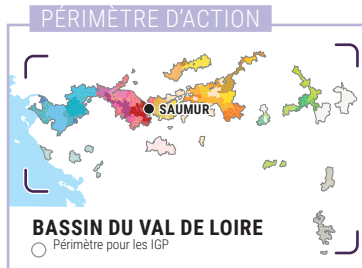 PÉRIMÈTRE D'ACTION
SAUMUR
BASSIN DU VAL DE LOIRE
Périmètre pour les IGP